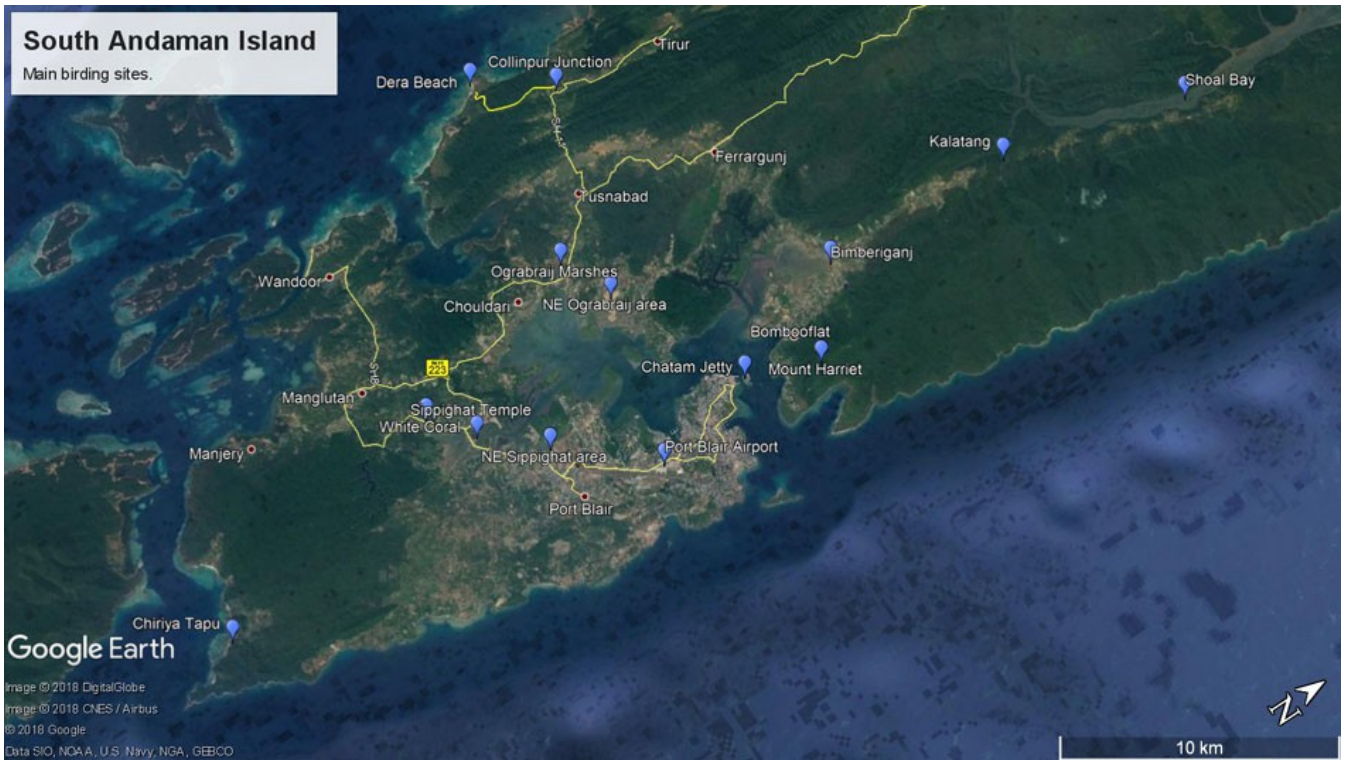 South Andaman Island
Main birding sites.
Tirur
Collinpur Junction
Dera Beach
Shoal Bay
Kalatang
Ferrargunj
Tusnabad
Bimberiganj
Ograbraij Marshes
Wandoor
NE Ograbraij area
Chouldari
Bombooflat
Chatam Jetty
Mount Harriet
223
Manglutan
Sippighat Temple
White Coral
Manjery
NE Sippighat area
Port Blair Airport
Port Blair
Chiriya Tapu
Google Earth
Image © 2018 DigitalGlobe
Image © 2018 CNES / Airbus
© 2018 Google
Data SIO, NOAA, U.S. Navy, NGA, GEBCO
N
10 km